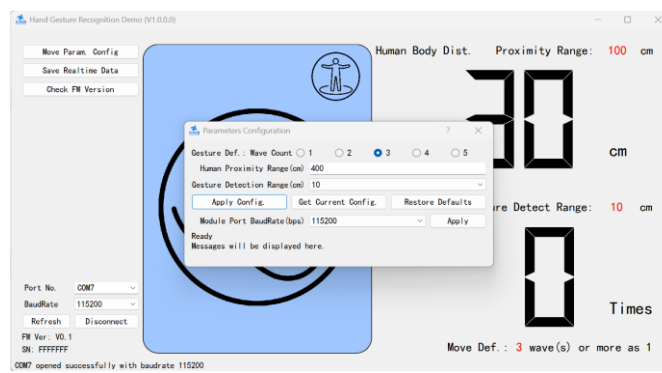 Hand Gesture Recognition Demo (V1.0.0.0)
Move Param. Config
Save Realtime Data
Check FW Version
Human Body Dist.
Proximity Range: 100 cm
cm
Parameters Configuration
Gesture Def.: Wave Count 1 2 3 4 5
Human Proximity Range(cm) 400
Gesture Detection Range(cm) 10
Apply Config.
Get Current Config.
Restore Defaults
Module Port BaudRate(bps) 115200
Apply
Ready
Messages will be displayed here.
Detect Range: 10 cm
0
Times
Port No. COM7
BaudRate 115200
Refresh
Disconnect
FW Ver: V0.1
SN: FFFFFFF
Move Def.: 3 wave(s) or more as 1
COM7 opened successfully with baudrate 115200